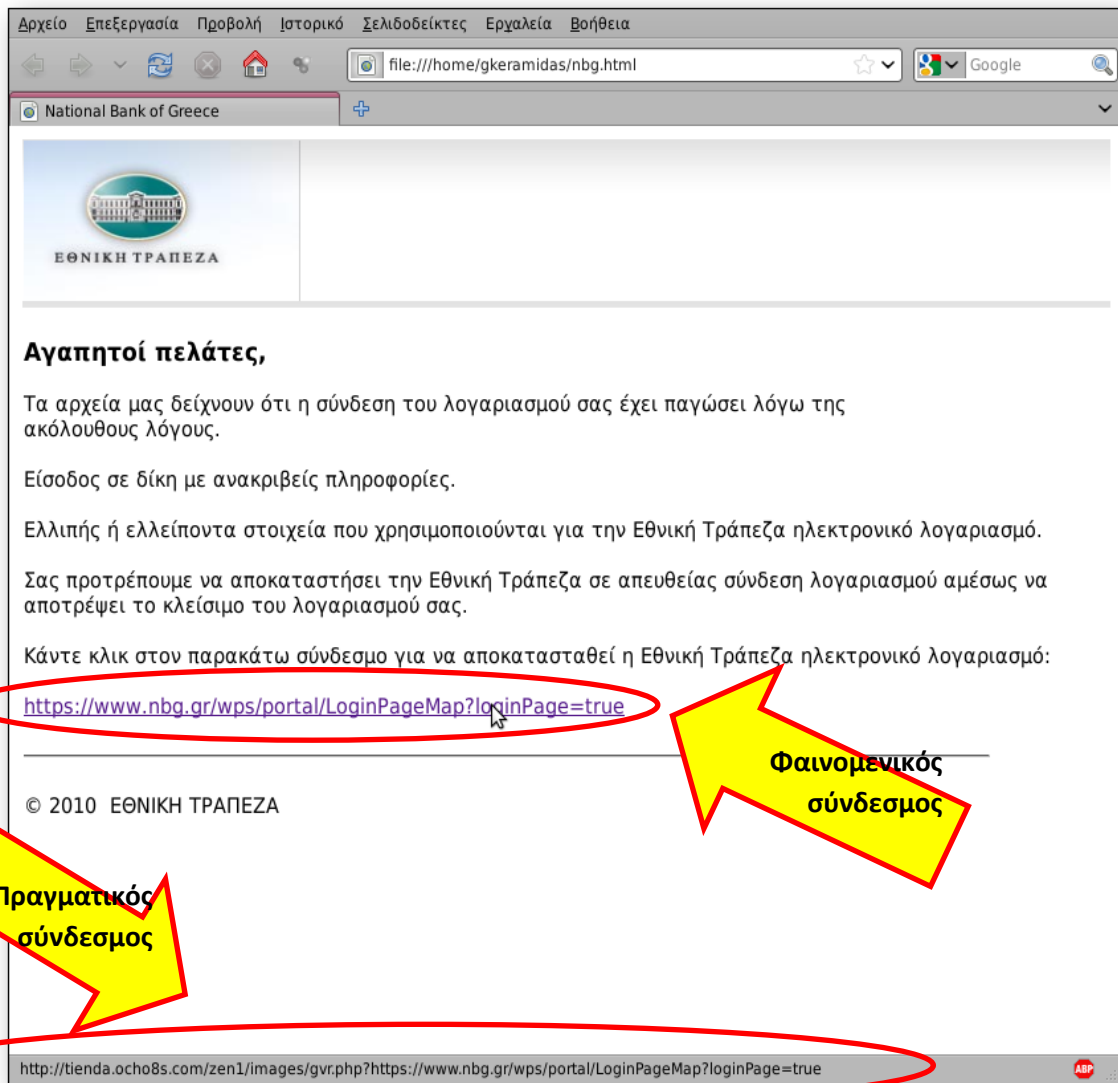 Αρχείο Επεξεργασία Προβολή Ιστορικό Σελιδοδείκτες Εργαλεία Βοήθεια
file:///home/gkeramidas/nbg.html
Google
National Bank of Greece
ΕΘΝΙΚΗ ΤΡΑΠΕΖΑ
Αγαπητοί πελάτες,
Τα αρχεία μας δείχνουν ότι η σύνδεση του λογαριασμού σας έχει παγώσει λόγω της
ακόλουθους λόγους.
Είσοδος σε δίκη με ανακριβείς πληροφορίες.
Ελλιπής ή ελλείποντα στοιχεία που χρησιμοποιούνται για την Εθνική Τράπεζα ηλεκτρονικό λογαριασμό.
Σας προτρέπουμε να αποκαταστήσει την Εθνική Τράπεζα σε απευθείας σύνδεση λογαριασμού αμέσως να
αποτρέψει το κλείσιμο του λογαριασμού σας.
Κάντε κλικ στον παρακάτω σύνδεσμο για να αποκατασταθεί η Εθνική Τράπεζα ηλεκτρονικό λογαριασμό:
https://www.nbg.gr/wps/portal/LoginPageMap?loginPage=true
Φαινομενικός
σύνδεσμος
© 2010 ΕΘΝΙΚΗ ΤΡΑΠΕΖΑ
Πραγματικός
σύνδεσμος
http://tienda.ocho8s.com/zen1/images/gvr.php?https://www.nbg.gr/wps/portal/LoginPageMap?loginPage=true
ABP